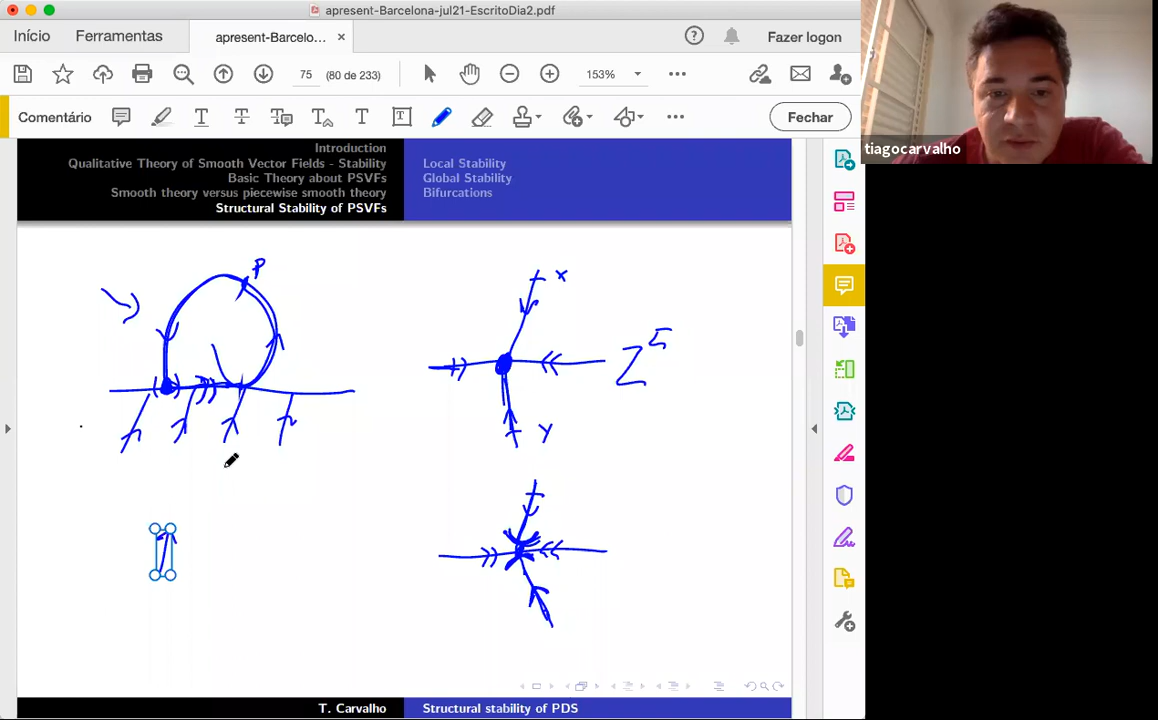 apresent-Barcelona-jul21-EscritoDia2.pdf
Início
Ferramentas
apresent-Barcelo...
Fazer logon
75
(80 de 233)
153%
Comentário
Fechar
tiagocarvalho
Introduction
Qualitative Theory of Smooth Vector Fields - Stability
Basic Theory about PSVFs
Smooth theory versus piecewise smooth theory
Structural Stability of PSVFs
Local Stability
Global Stability
Bifurcations
P
X
Σ
Y
T. Carvalho
Structural stability of PDS